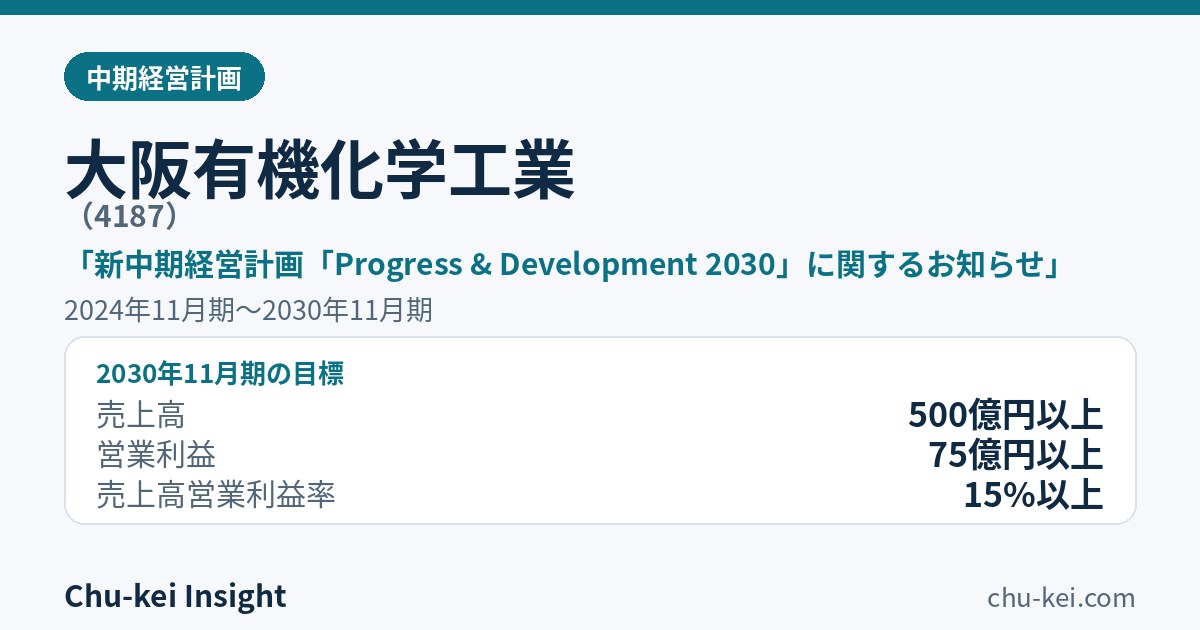 中期経営計画
大阪有機化学工業
（4187）
「新中期経営計画「Progress & Development 2030」に関するお知らせ」
2024年11月期～2030年11月期
2030年11月期の目標
売上高 500億円以上
営業利益 75億円以上
売上高営業利益率 15%以上
Chu-kei Insight chu-kei.com